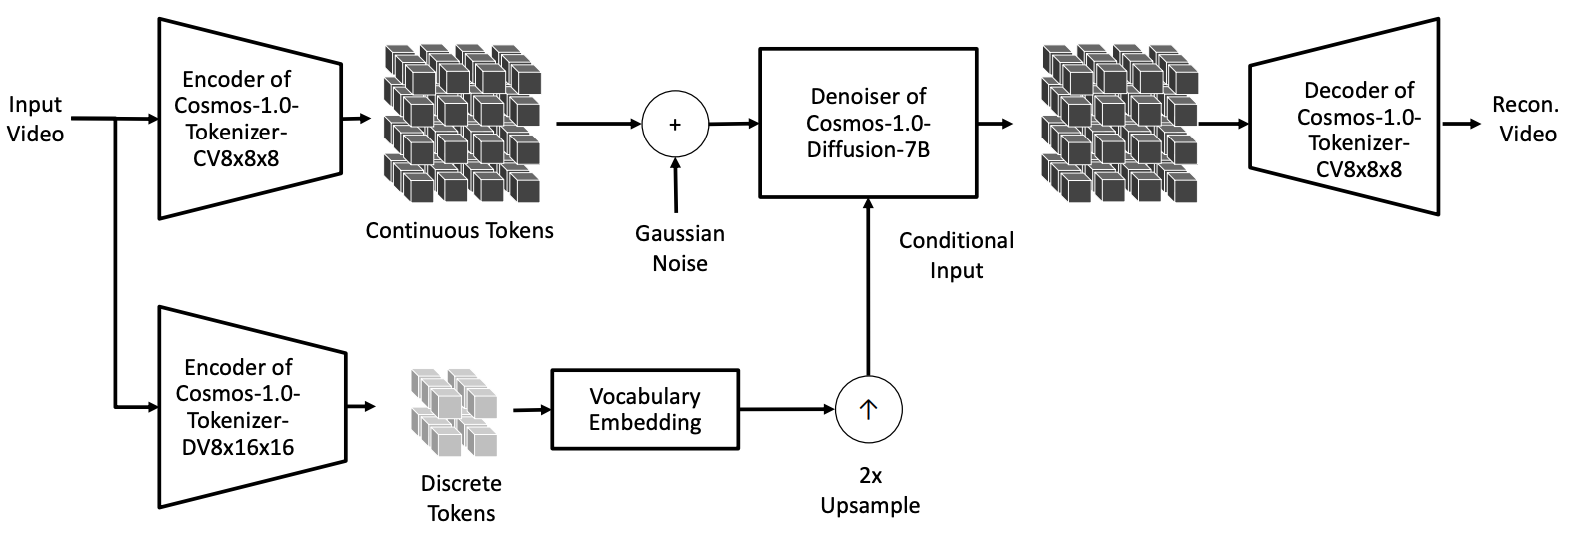 Input
Video
Encoder of
Cosmos-1.0-
Tokenizer-
CV8x8x8
Continuous Tokens
+
Gaussian
Noise
Denoiser of
Cosmos-1.0-
Diffusion-7B
Conditional
Input
Decoder of
Cosmos-1.0-
Tokenizer-
CV8x8x8
Recon.
Video
Encoder of
Cosmos-1.0-
Tokenizer-
DV8x16x16
Discrete
Tokens
Vocabulary
Embedding
↑
2x
Upsample